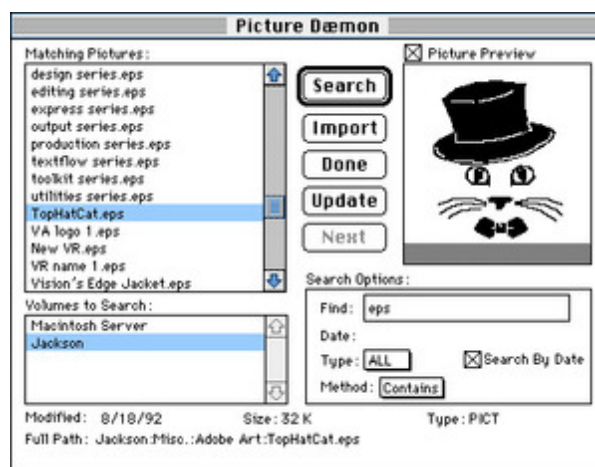 Picture Dæmon
Matching Pictures:
design series.eps
editing series.eps
express series.eps
output series.eps
production series.eps
textflow series.eps
toolkit series.eps
utilities series.eps
TopHatCat.eps
VA logo 1.eps
New VR.eps
VR name 1.eps
Vision's Edge Jacket.eps
Volumes to Search:
Macintosh Server
Jackson
Search
Import
Done
Update
Next
Picture Preview
Search Options:
Find: eps
Date:
Type: ALL
Search By Date
Method: Contains
Modified: 8/18/92 Size: 32 K Type: PICT
Full Path: Jackson:Misc.:Adobe Art:TopHatCat.eps